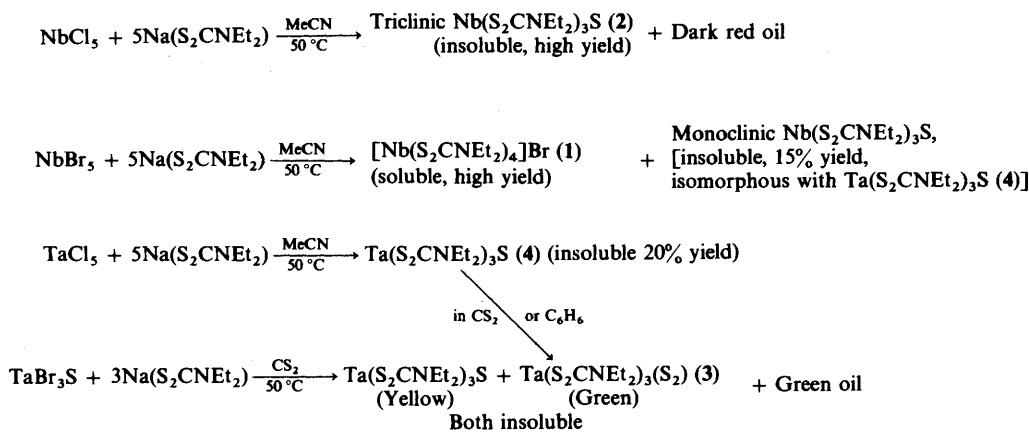 NbCl₅ + 5Na(S₂CNEt₂) MeCN 50 °C Triclinic Nb(S₂CNEt₂)₃S (2) + Dark red oil
(insoluble, high yield)
NbBr₅ + 5Na(S₂CNEt₂) MeCN 50 °C [Nb(S₂CNEt₂)₄]Br (1) + Monoclinic Nb(S₂CNEt₂)₃S,
(soluble, high yield) [insoluble, 15% yield,
isomorphous with Ta(S₂CNEt₂)₃S (4)]
TaCl₅ + 5Na(S₂CNEt₂) MeCN 50 °C Ta(S₂CNEt₂)₃S (4) (insoluble 20% yield)
in CS₂ or C₆H₆
TaBr₃S + 3Na(S₂CNEt₂) CS₂ 50 °C Ta(S₂CNEt₂)₃S + Ta(S₂CNEt₂)₃(S₂) (3) + Green oil
(Yellow) (Green)
Both insoluble